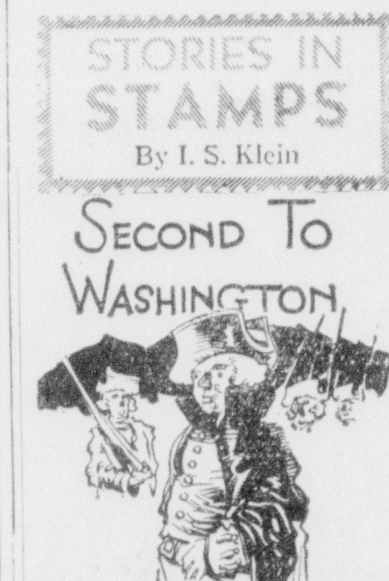 STORIES IN
STAMPS
By I. S. Klein
SECOND TO
WASHINGTON